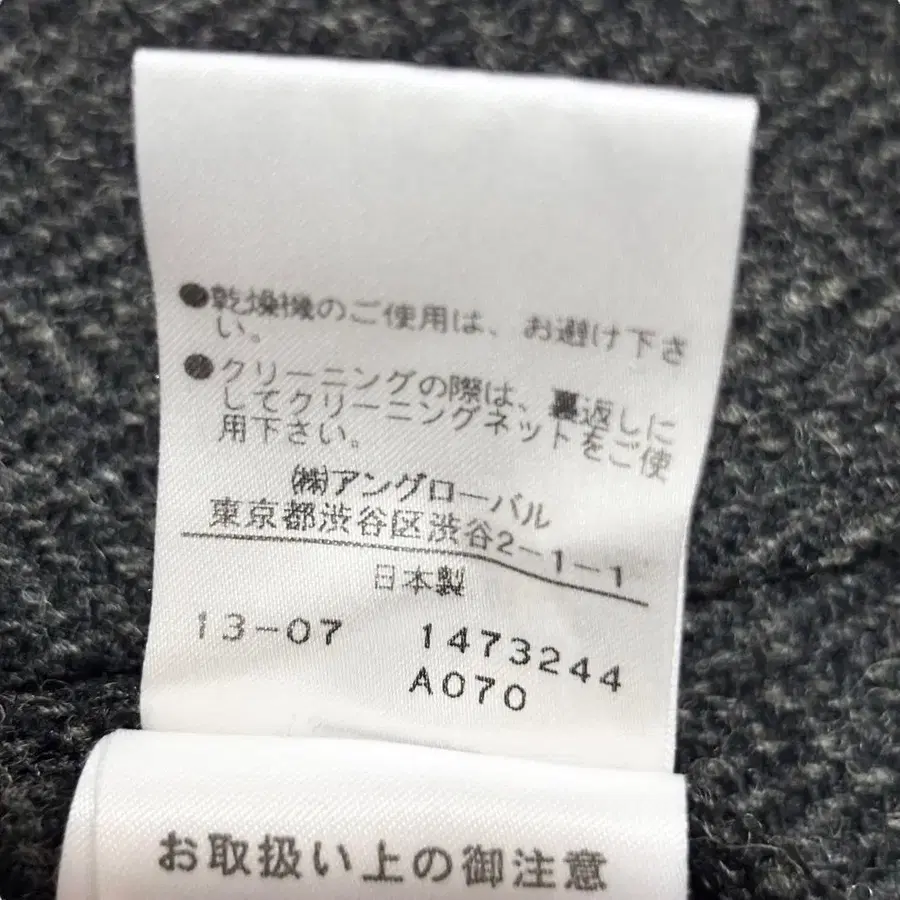 ●乾燥機のご使用は、お避け下さ
い。
●クリーニングの際は、裏返しに
してクリーニングネットをご使
用下さい。
㈱アングローバル
東京都渋谷区渋谷2-1-1
日本製
13-07 1473244
A070
お取扱い上の御注意